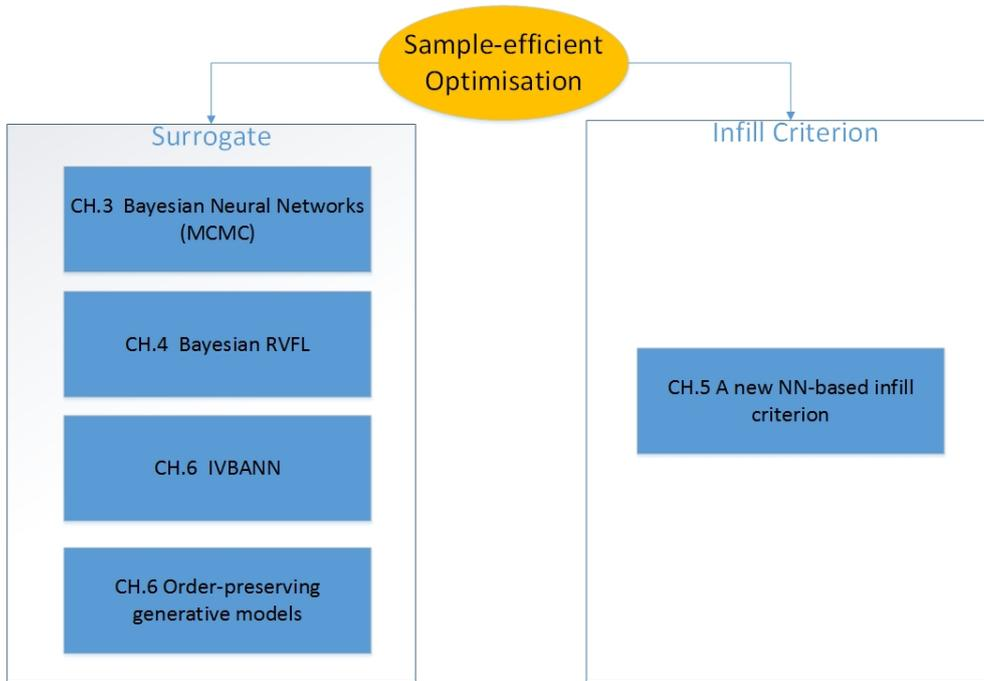 Sample-efficient
Optimisation
Surrogate
CH.3 Bayesian Neural Networks
(MCMC)
CH.4 Bayesian RVFL
CH.6 IVBANN
CH.6 Order-preserving
generative models
Infill Criterion
CH.5 A new NN-based infill
criterion